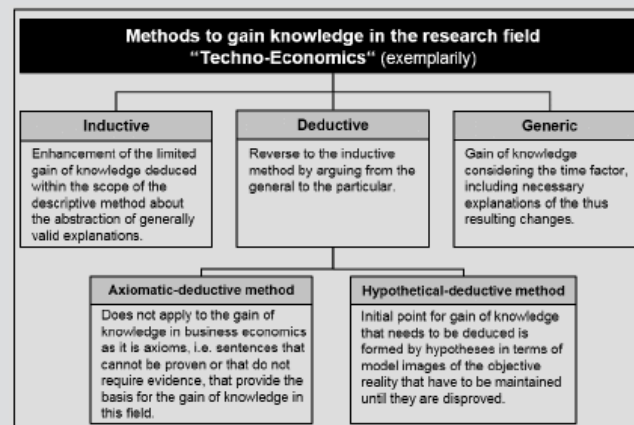 Methods to gain knowledge in the research field
"Techno-Economics" (exemplarily)
Inductive
Enhancement of the limited
gain of knowledge deduced
within the scope of the
descriptive method about
the abstraction of generally
valid explanations.
Deductive
Reverse to the inductive
method by arguing from the
general to the particular.
Generic
Gain of knowledge
considering the time factor,
including necessary
explanations of the thus
resulting changes.
Axiomatic-deductive method
Does not apply to the gain of
knowledge in business economics
as it is axioms, i.e. sentences that
cannot be proven or that do not
require evidence, that provide the
basis for the gain of knowledge in
this field.
Hypothetical-deductive method
Initial point for gain of knowledge
that needs to be deduced is
formed by hypotheses in terms of
model images of the objective
reality that have to be maintained
until they are disproved.